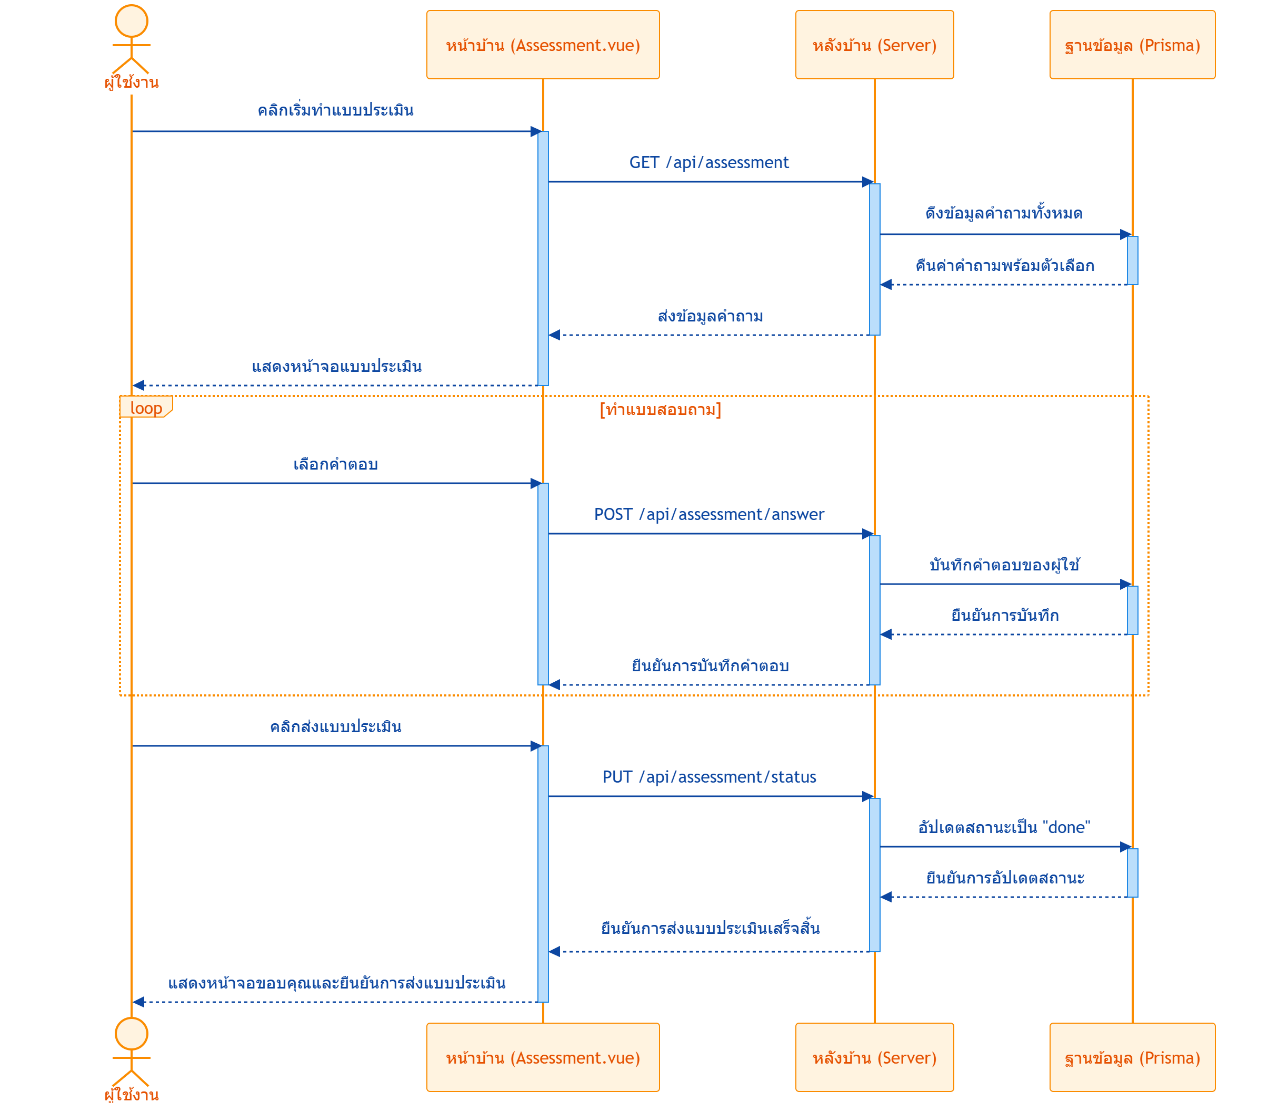 ผู้ใช้งาน
หน้าบ้าน (Assessment.vue)
หลังบ้าน (Server)
ฐานข้อมูล (Prisma)
คลิกเริ่มทำแบบประเมิน
GET /api/assessment
ดึงข้อมูลคำถามทั้งหมด
คืนค่าคำถามพร้อมตัวเลือก
ส่งข้อมูลคำถาม
แสดงหน้าจอแบบประเมิน
loop
[ทำแบบสอบถาม]
เลือกคำตอบ
POST /api/assessment/answer
บันทึกคำตอบของผู้ใช้
ยืนยันการบันทึก
ยืนยันการบันทึกคำตอบ
คลิกส่งแบบประเมิน
PUT /api/assessment/status
อัปเดตสถานะเป็น "done"
ยืนยันการอัปเดตสถานะ
ยืนยันการส่งแบบประเมินเสร็จสิ้น
แสดงหน้าจอขอบคุณและยืนยันการส่งแบบประเมิน
ผู้ใช้งาน
หน้าบ้าน (Assessment.vue)
หลังบ้าน (Server)
ฐานข้อมูล (Prisma)